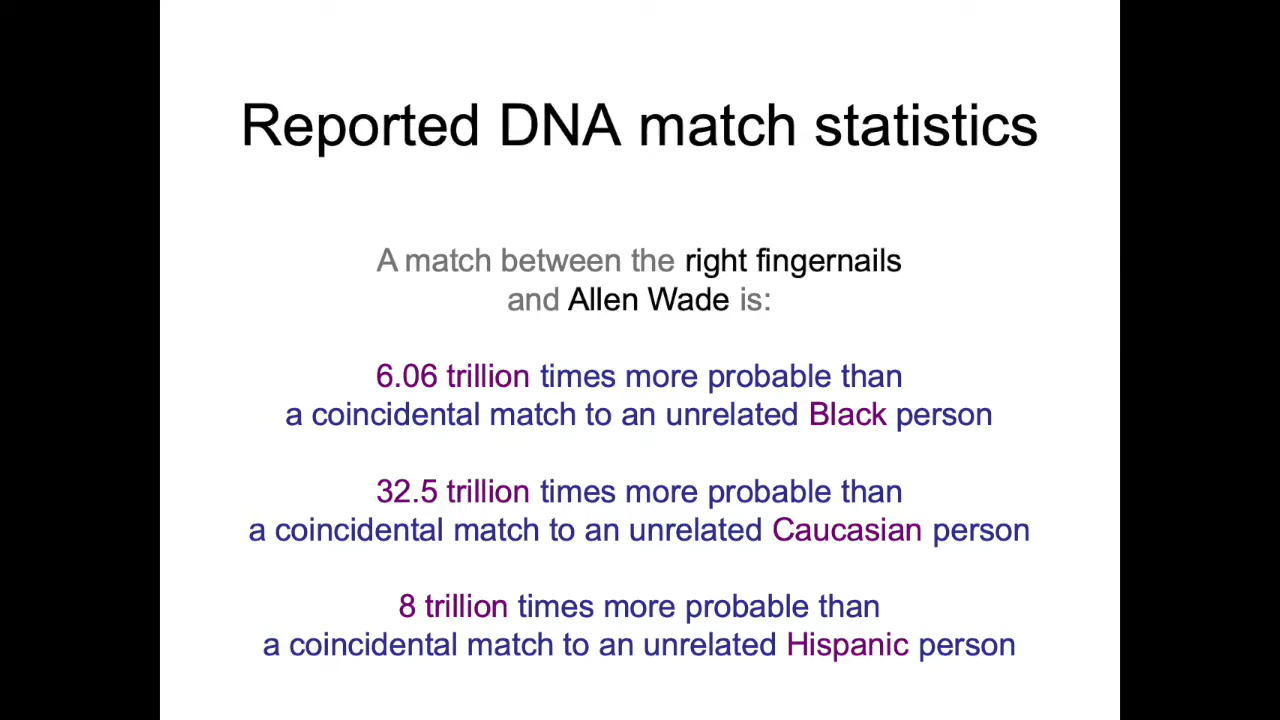 Reported DNA match statistics
A match between the right fingernails
and Allen Wade is:
6.06 trillion times more probable than
a coincidental match to an unrelated Black person
32.5 trillion times more probable than
a coincidental match to an unrelated Caucasian person
8 trillion times more probable than
a coincidental match to an unrelated Hispanic person